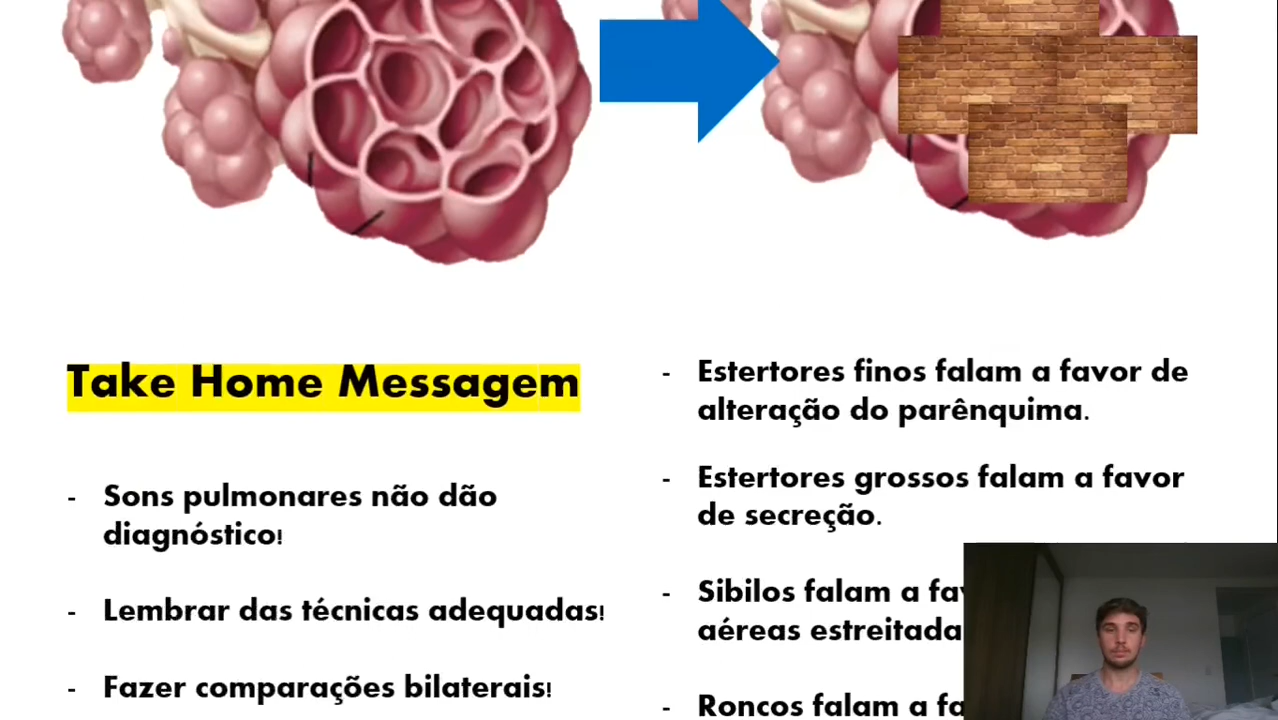 Take Home Messagem
- Sons pulmonares não dão
diagnóstico!
- Lembrar das técnicas adequadas!
- Fazer comparações bilaterais!
- Estertores finos falam a favor de
alteração do parênquima.
- Estertores grossos falam a favor
de secreção.
- Sibilos falam a
aéreas
- Roncos falam a